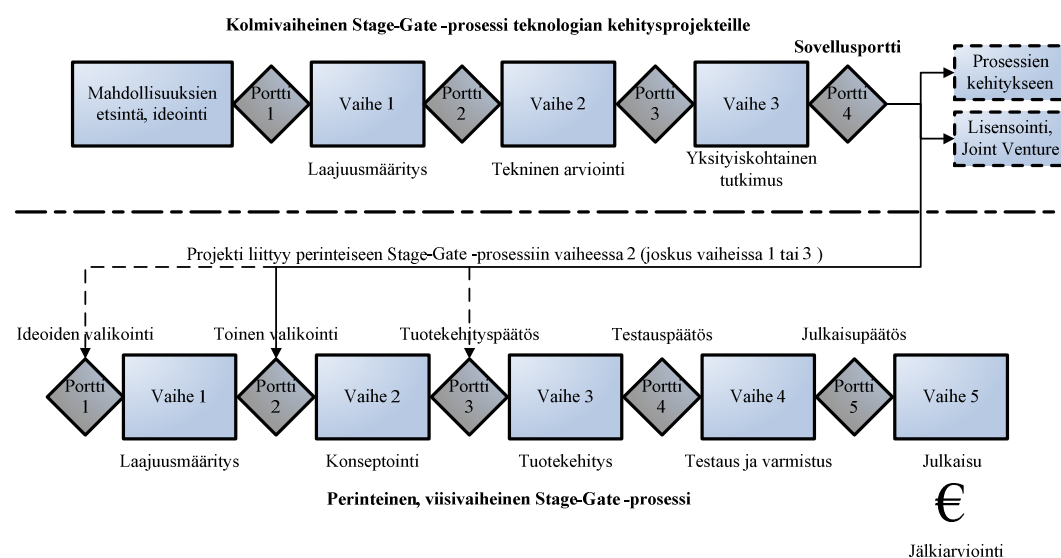 Kolmivaiheinen Stage-Gate -prosessi teknologian kehitysprojekteille
Sovellusportti
Mahdollisuuksien
etsintä, ideointi
Portti
1
Vaihe 1
Portti
2
Vaihe 2
Portti
3
Vaihe 3
Portti
4
Prosessien
kehitykseen
Lisensointi,
Joint Venture
Laajuusmääritys
Tekninen arviointi
Yksityiskohtainen
tutkimus
Projekti liittyy perinteiseen Stage-Gate -prosessiin vaiheessa 2 (joskus vaiheissa 1 tai 3 )
Ideoiden valikointi
Toinen valikointi
Tuotekehityspäätös
Testauspäätös
Julkaisupäätös
Portti
1
Vaihe 1
Portti
2
Vaihe 2
Portti
3
Vaihe 3
Portti
4
Vaihe 4
Portti
5
Vaihe 5
Laajuusmääritys
Konseptointi
Tuotekehitys
Testaus ja varmistus
Julkaisu
Perinteinen, viisivaiheinen Stage-Gate -prosessi
€
Jälkiarviointi